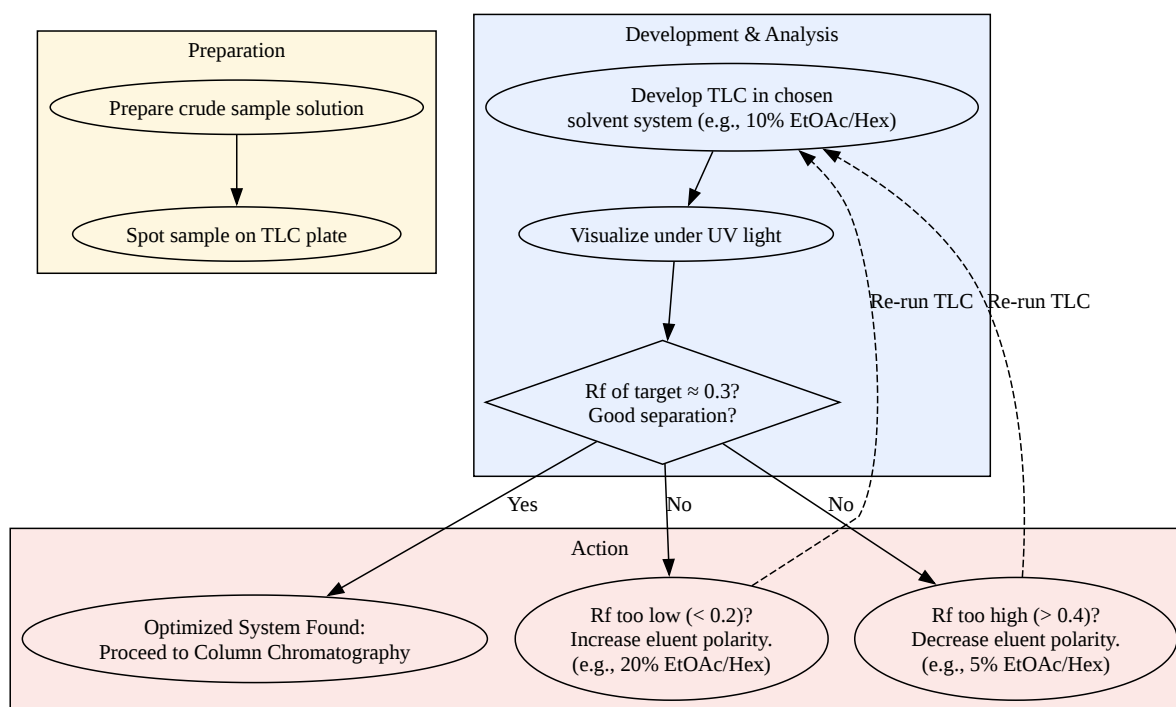 Preparation
Prepare crude sample solution
Spot sample on TLC plate
Development & Analysis
Develop TLC in chosen
solvent system (e.g., 10% EtOAc/Hex)
Visualize under UV light
Re-run TLC
Re-run TLC
Rf of target ≈ 0.3?
Good separation?
Yes
No
No
Action
Optimized System Found:
Proceed to Column Chromatography
Rf too low (< 0.2)?
Increase eluent polarity.
(e.g., 20% EtOAc/Hex)
Rf too high (> 0.4)?
Decrease eluent polarity.
(e.g., 5% EtOAc/Hex)